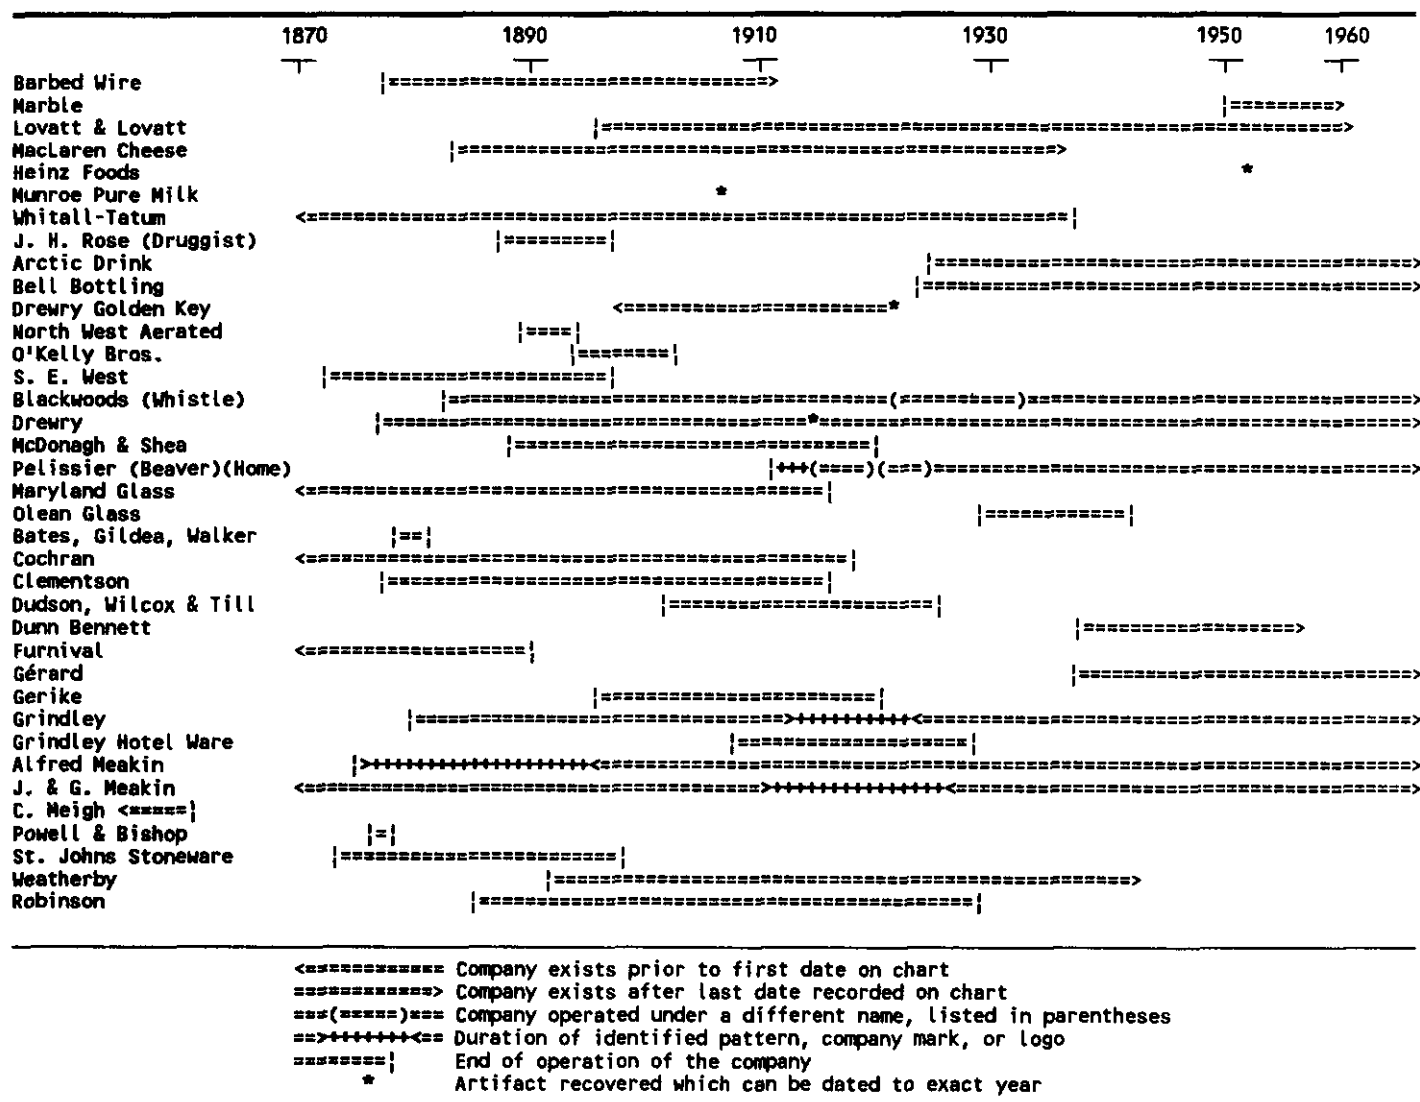 1870 1890 1910 1930 1950 1960
Barbed Wire |==================================>
Marble |==========>
Lovatt & Lovatt |=================================================================>
MacLaren Cheese |=====================================================>
Heinz Foods *
Munroe Pure Milk *
Whitall-Tatum <===================================================================|
J. H. Rose (Druggist) |=========|
Arctic Drink |===========================================>
Bell Bottling |============================================>
Drewry Golden Key <=======================*
North West Aerated |====|
O'Kelly Bros. |========|
S. E. West |=========================|
Blackwoods (Whistle) |=======================================(==========)===================================>
Drewry |=====================================*====================================================>
McDonagh & Shea |===============================|
Pelissier (Beaver)(Home) |+++(====)(===)==========================================>
Maryland Glass <=============================================|
Olean Glass |============|
Bates, Gildea, Walker |==|
Cochran <===============================================|
Clementson |======================================|
Dudson, Wilcox & Till |=======================|
Dunn Bennett |===================>
Furnival <===================|
Gérard |==============================>
Gerike |========================|
Grindley |================================>++++++++++<===========================================>
Grindley Hotel Ware |====================|
Alfred Meakin |>++++++++++++++++++++<=======================================================================>
J. & G. Meakin <========================================>+++++++++++++++<========================================>
C. Meigh <=====|
Powell & Bishop |=|
St. Johns Stoneware |========================|
Weatherby |==================================================>
Robinson |===========================================|
<============ Company exists prior to first date on chart
============> Company exists after last date recorded on chart
===(=====)=== Company operated under a different name, listed in parentheses
==>+++++++<== Duration of identified pattern, company mark, or logo
========| End of operation of the company
* Artifact recovered which can be dated to exact year